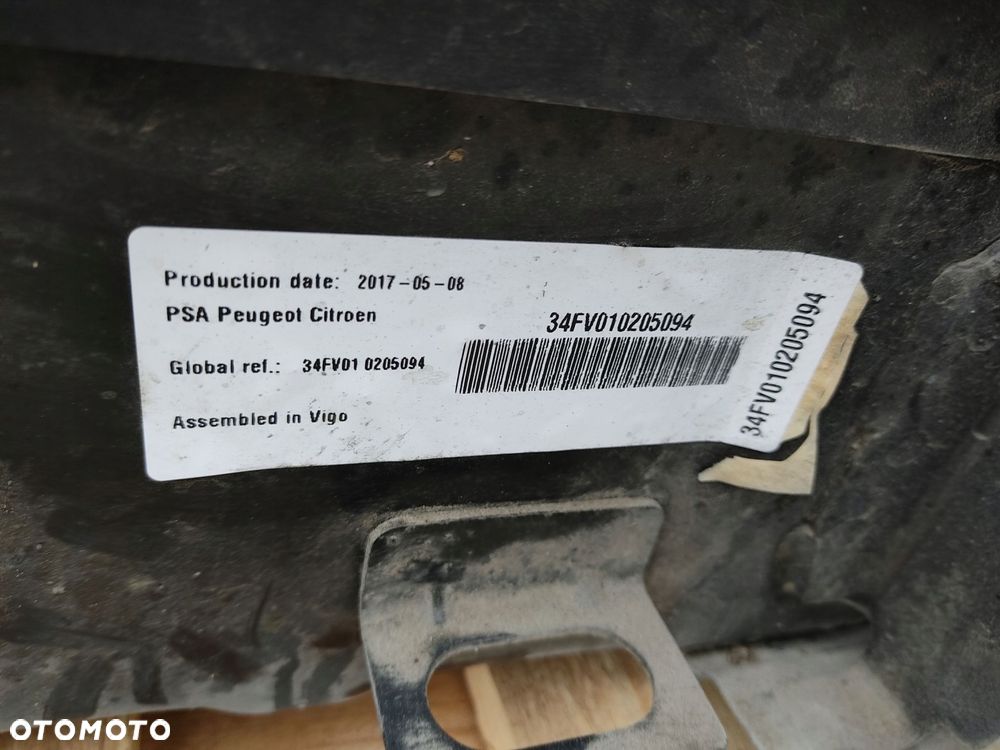 Production date: 2017-05-08
PSA Peugeot Citroen
34FV010205094
Global ref.: 34FV01 0205094
Assembled in Vigo
34FV010205094
OTOMOTO